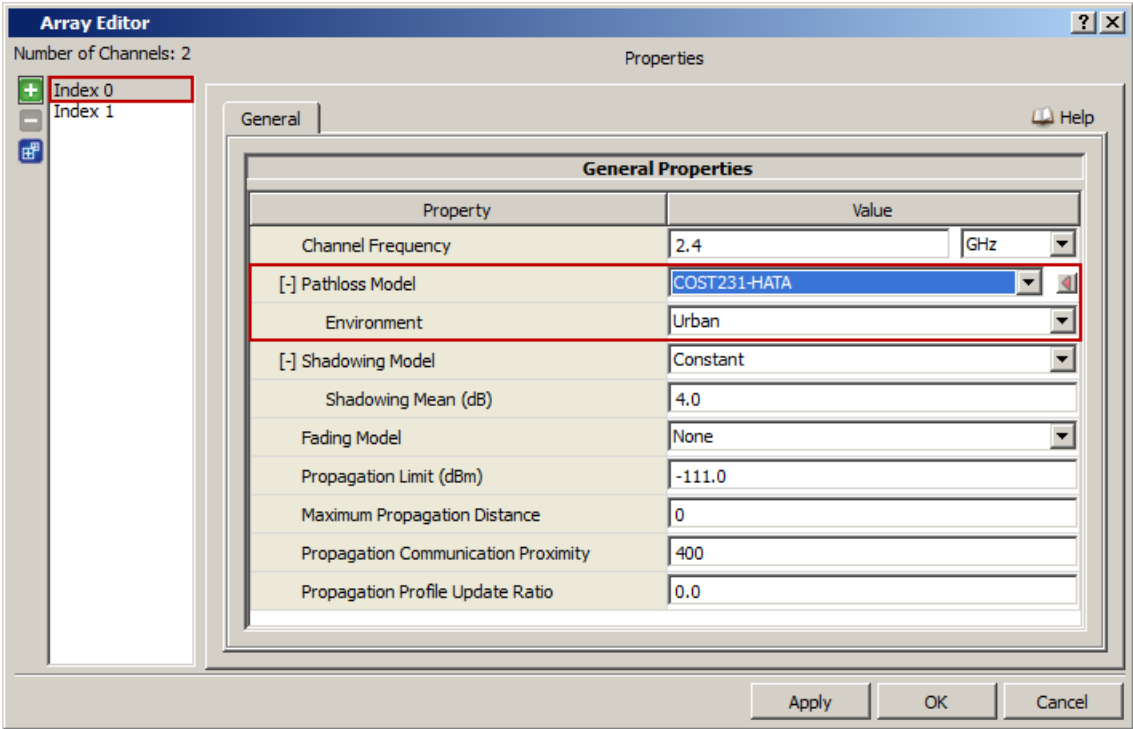 Array Editor
Number of Channels: 2
Properties
Index 0
Index 1
General
Help
General Properties
Property Value
Channel Frequency 2.4 GHz
[-] Pathloss Model COST231-HATA
Environment Urban
[-] Shadowing Model Constant
Shadowing Mean (dB) 4.0
Fading Model None
Propagation Limit (dBm) -111.0
Maximum Propagation Distance 0
Propagation Communication Proximity 400
Propagation Profile Update Ratio 0.0
Apply OK Cancel